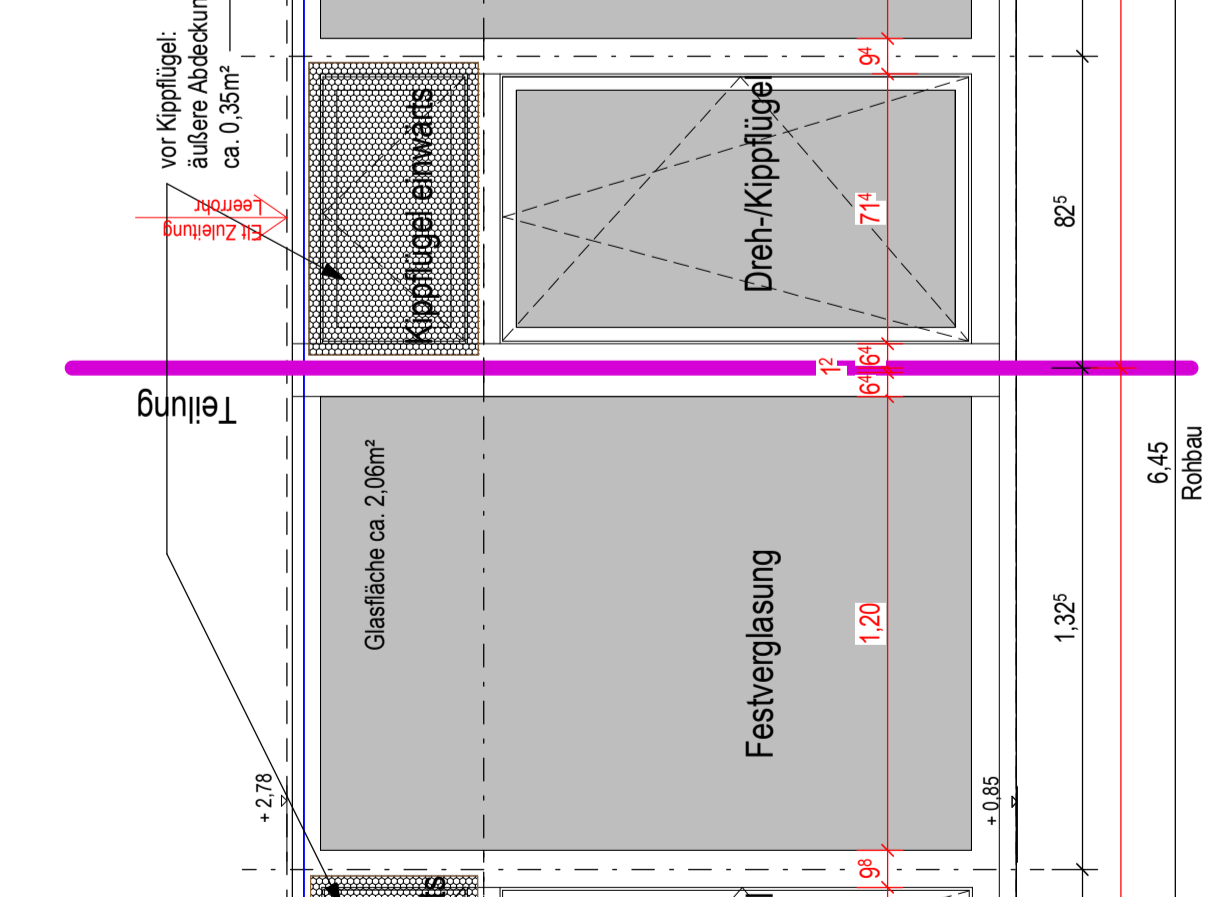 vor Kippflügel:
äußere Abdeckun
ca. 0,35m²
Leerrohr
Elt Zuleitung
Kippflügel einwärts
Dreh-/Kippflügel
9⁴
71⁴
82⁵
1²
6⁴
6⁴
Teilung
Glasfläche ca. 2,06m²
Festverglasung
1,20
1,32⁵
6,45
Rohbau
+ 2,78
+ 0,85
9⁸
ts